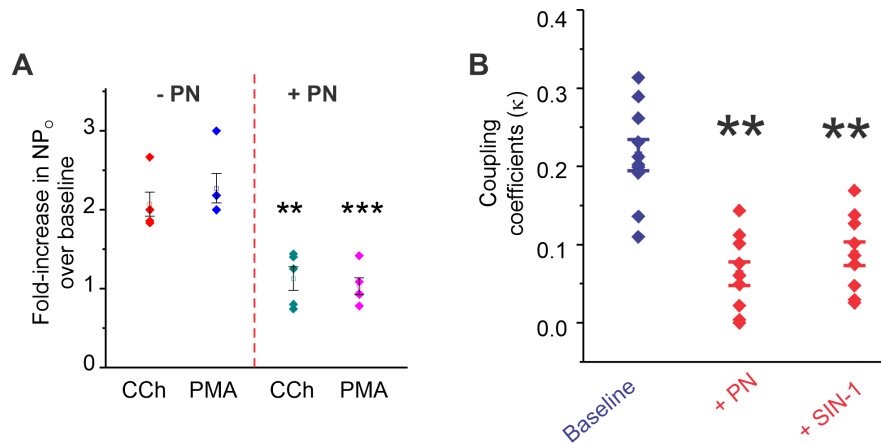 A
- PN
+ PN
Fold-increase in NPO
over baseline
3
2
1
0
**
***
CCh
PMA
CCh
PMA
B
Coupling
coefficients (κ)
0.4
0.3
0.2
0.1
0.0
**
**
Baseline
+ PN
+ SIN-1